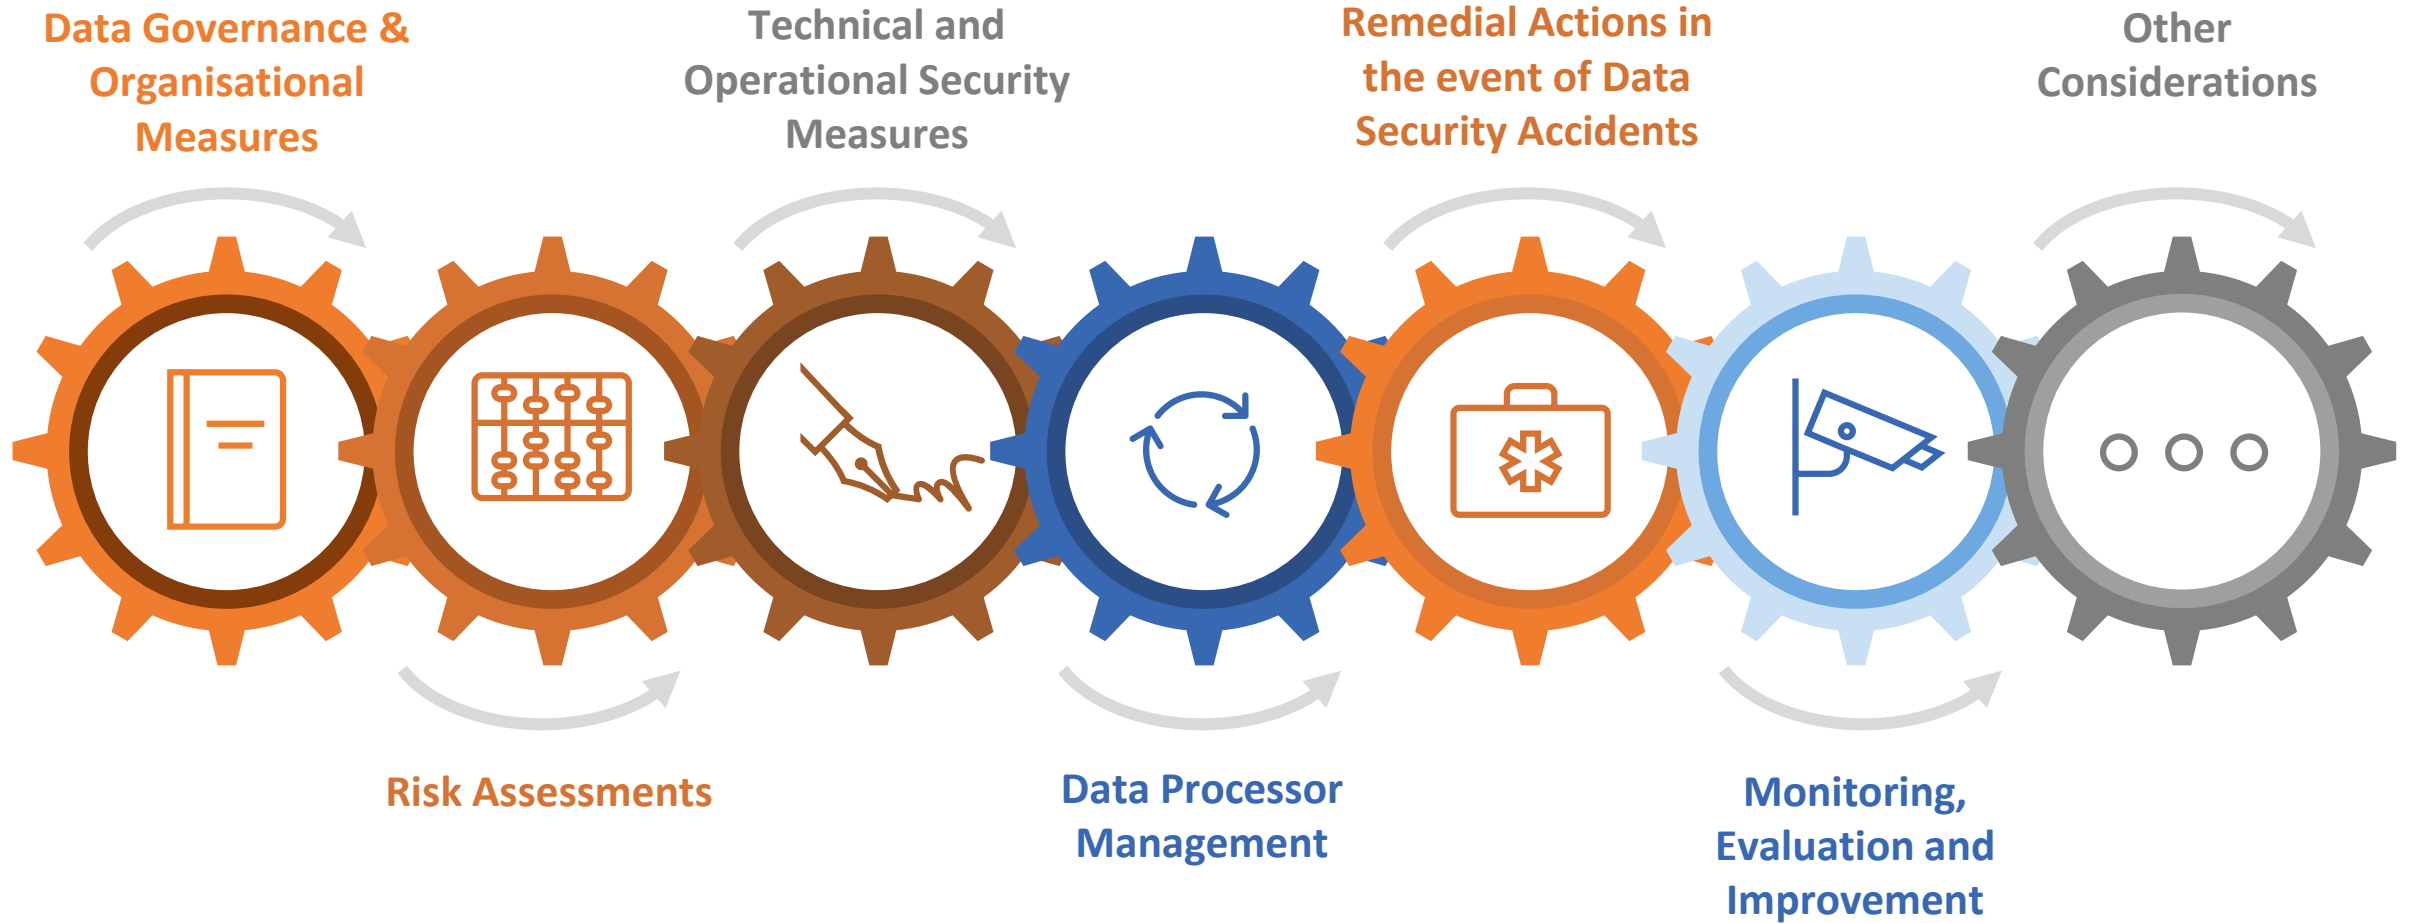 Data Governance &
Organisational
Measures
Risk Assessments
Technical and
Operational Security
Measures
Data Processor
Management
Remedial Actions in
the event of Data
Security Accidents
Monitoring,
Evaluation and
Improvement
Other
Considerations